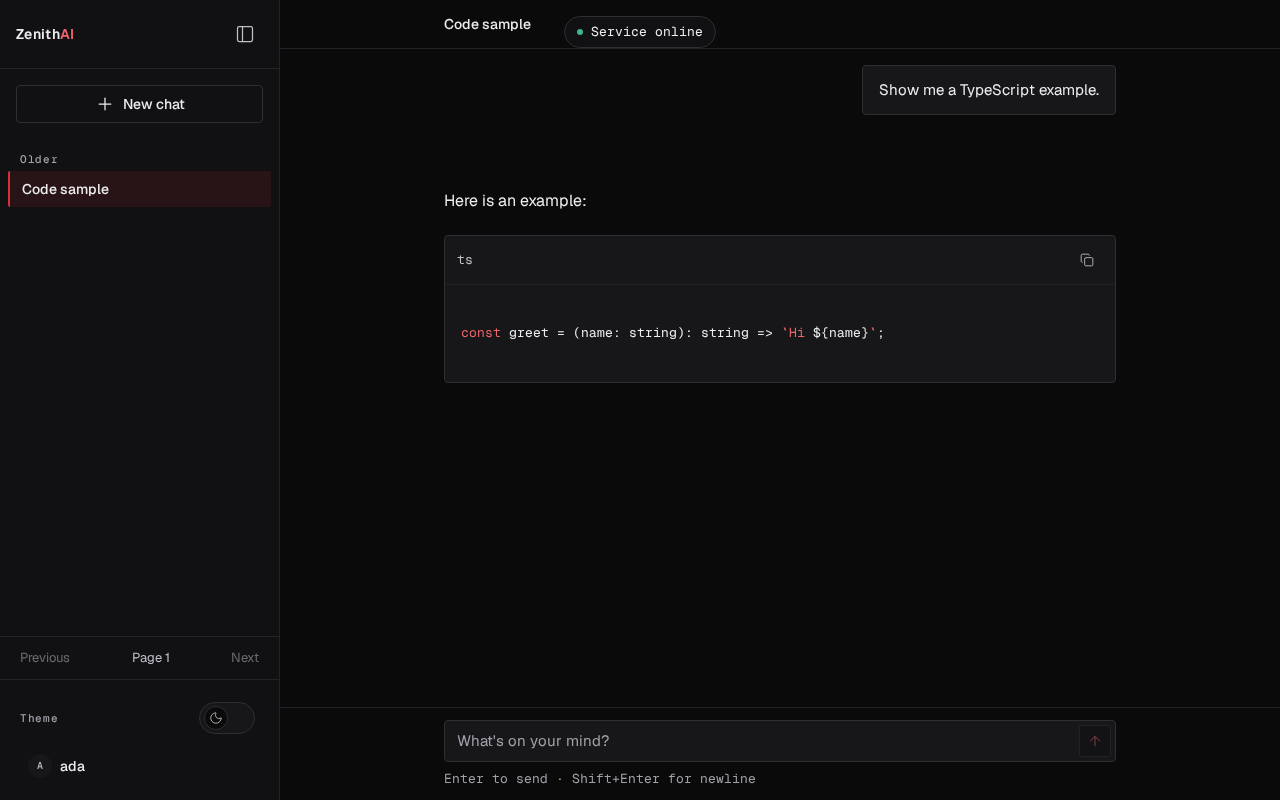 ZenithAI
New chat
Older
Code sample
Previous
Page 1
Next
Theme
A
ada
Code sample
Service online
Show me a TypeScript example.
Here is an example:
ts
const greet = (name: string): string => `Hi ${name}`;
What's on your mind?
Enter to send · Shift+Enter for newline